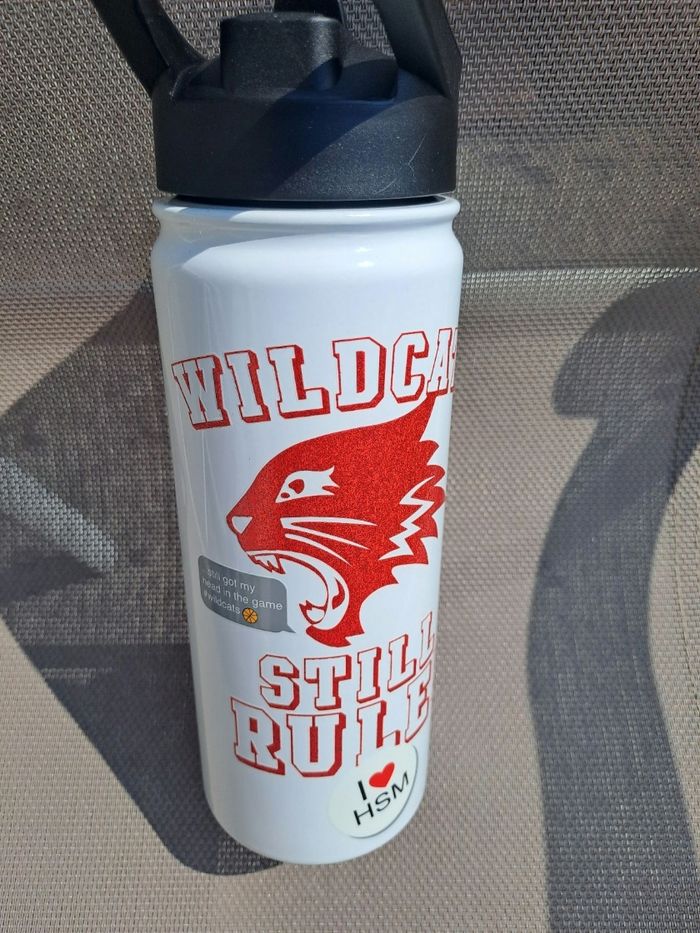 WILDCA
still got my
head in the game
#wildcats
STILL
RULE
I
HSM